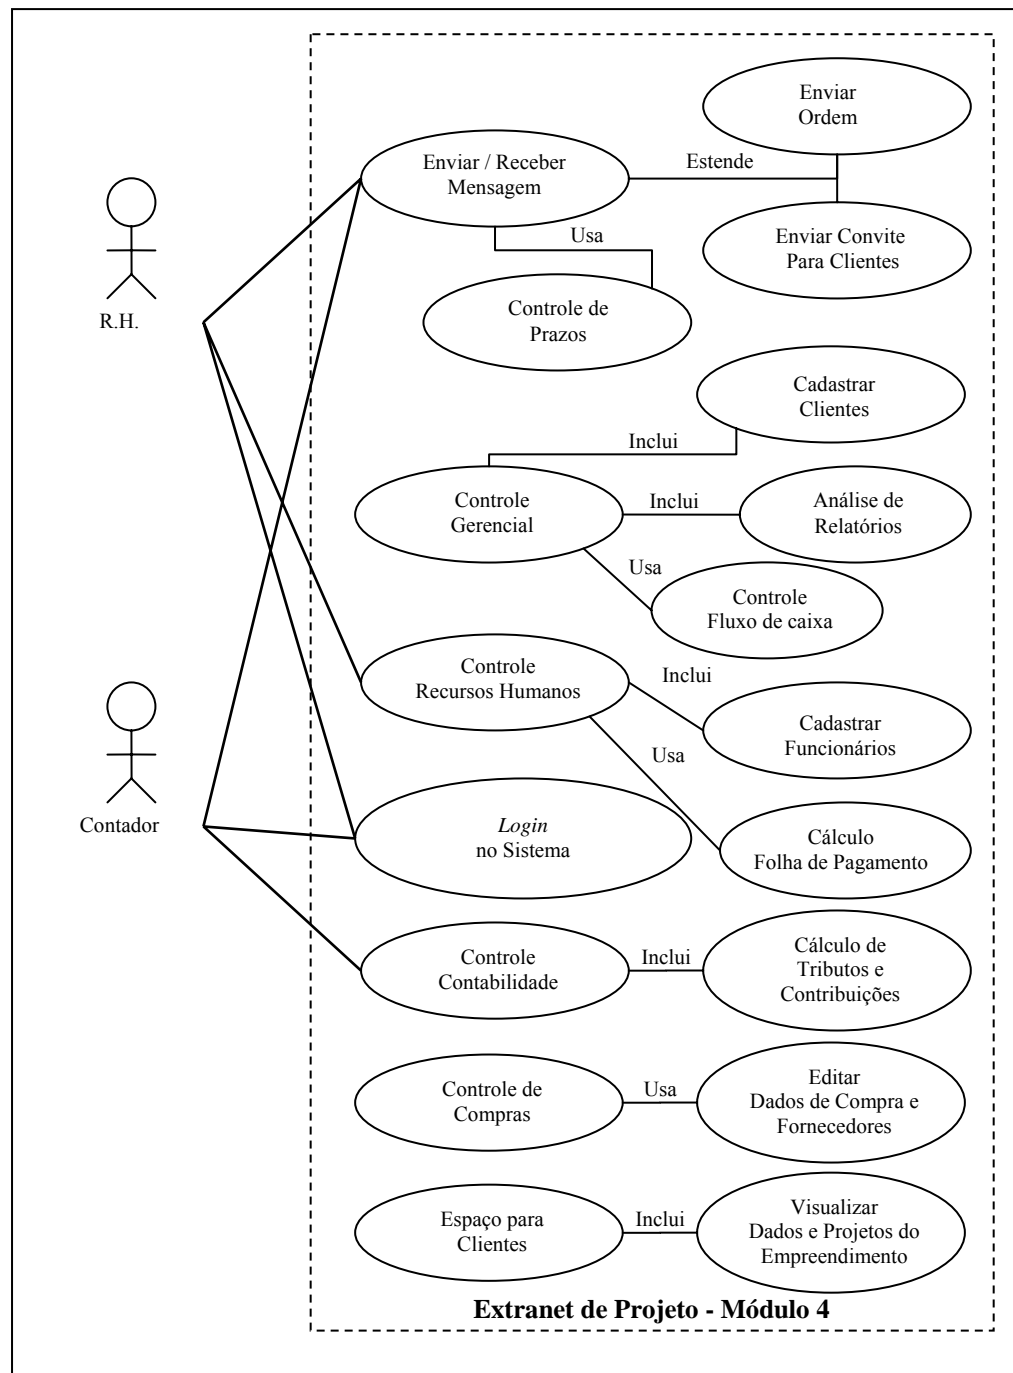 Enviar
Ordem
Enviar / Receber
Mensagem
Estende
Enviar Convite
Para Clientes
Usa
R.H.
Controle de
Prazos
Cadastrar
Clientes
Inclui
Controle
Gerencial
Inclui
Análise de
Relatórios
Usa
Controle
Fluxo de caixa
Controle
Recursos Humanos
Inclui
Cadastrar
Funcionários
Usa
Contador
Login
no Sistema
Cálculo
Folha de Pagamento
Controle
Contabilidade
Inclui
Cálculo de
Tributos e
Contribuições
Controle de
Compras
Usa
Editar
Dados de Compra e
Fornecedores
Espaço para
Clientes
Inclui
Visualizar
Dados e Projetos do
Empreendimento
Extranet de Projeto - Módulo 4